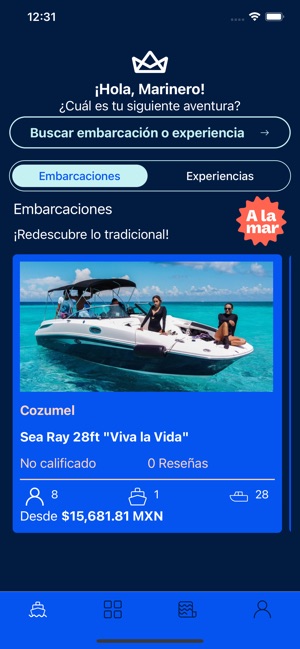 12:31
¡Hola, Marinero!
¿Cuál es tu siguiente aventura?
Buscar embarcación o experiencia →
Embarcaciones Experiencias
Embarcaciones
A la
mar
¡Redescubre lo tradicional!
Cozumel
Sea Ray 28ft "Viva la Vida"
No calificado 0 Reseñas
8 1 28
Desde $15,681.81 MXN